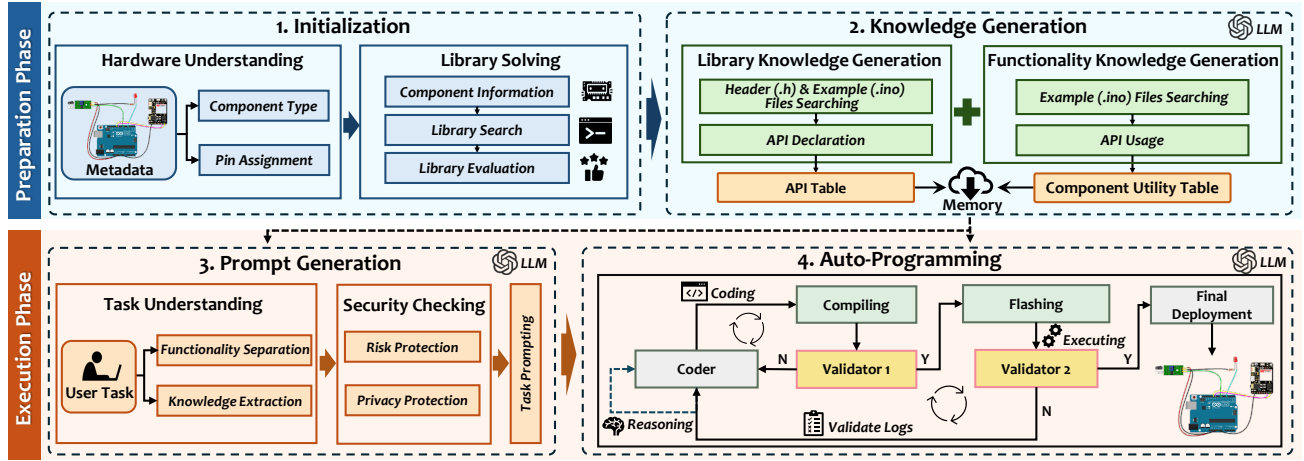 Preparation Phase
1. Initialization
Hardware Understanding
Metadata
Component Type
Pin Assignment
Library Solving
Component Information
Library Search
Library Evaluation
2. Knowledge Generation
LLM
Library Knowledge Generation
Header (.h) & Example (.ino)
Files Searching
API Declaration
API Table
Functionality Knowledge Generation
Example (.ino) Files Searching
API Usage
Component Utility Table
Memory
Execution Phase
3. Prompt Generation
LLM
Task Understanding
User Task
Functionality Separation
Knowledge Extraction
Security Checking
Risk Protection
Privacy Protection
Task Prompting
4. Auto-Programming
LLM
Coding
Compiling
Flashing
Final
Deployment
Executing
Coder
N
Validator 1
Y
Validator 2
Y
N
Reasoning
Validate Logs